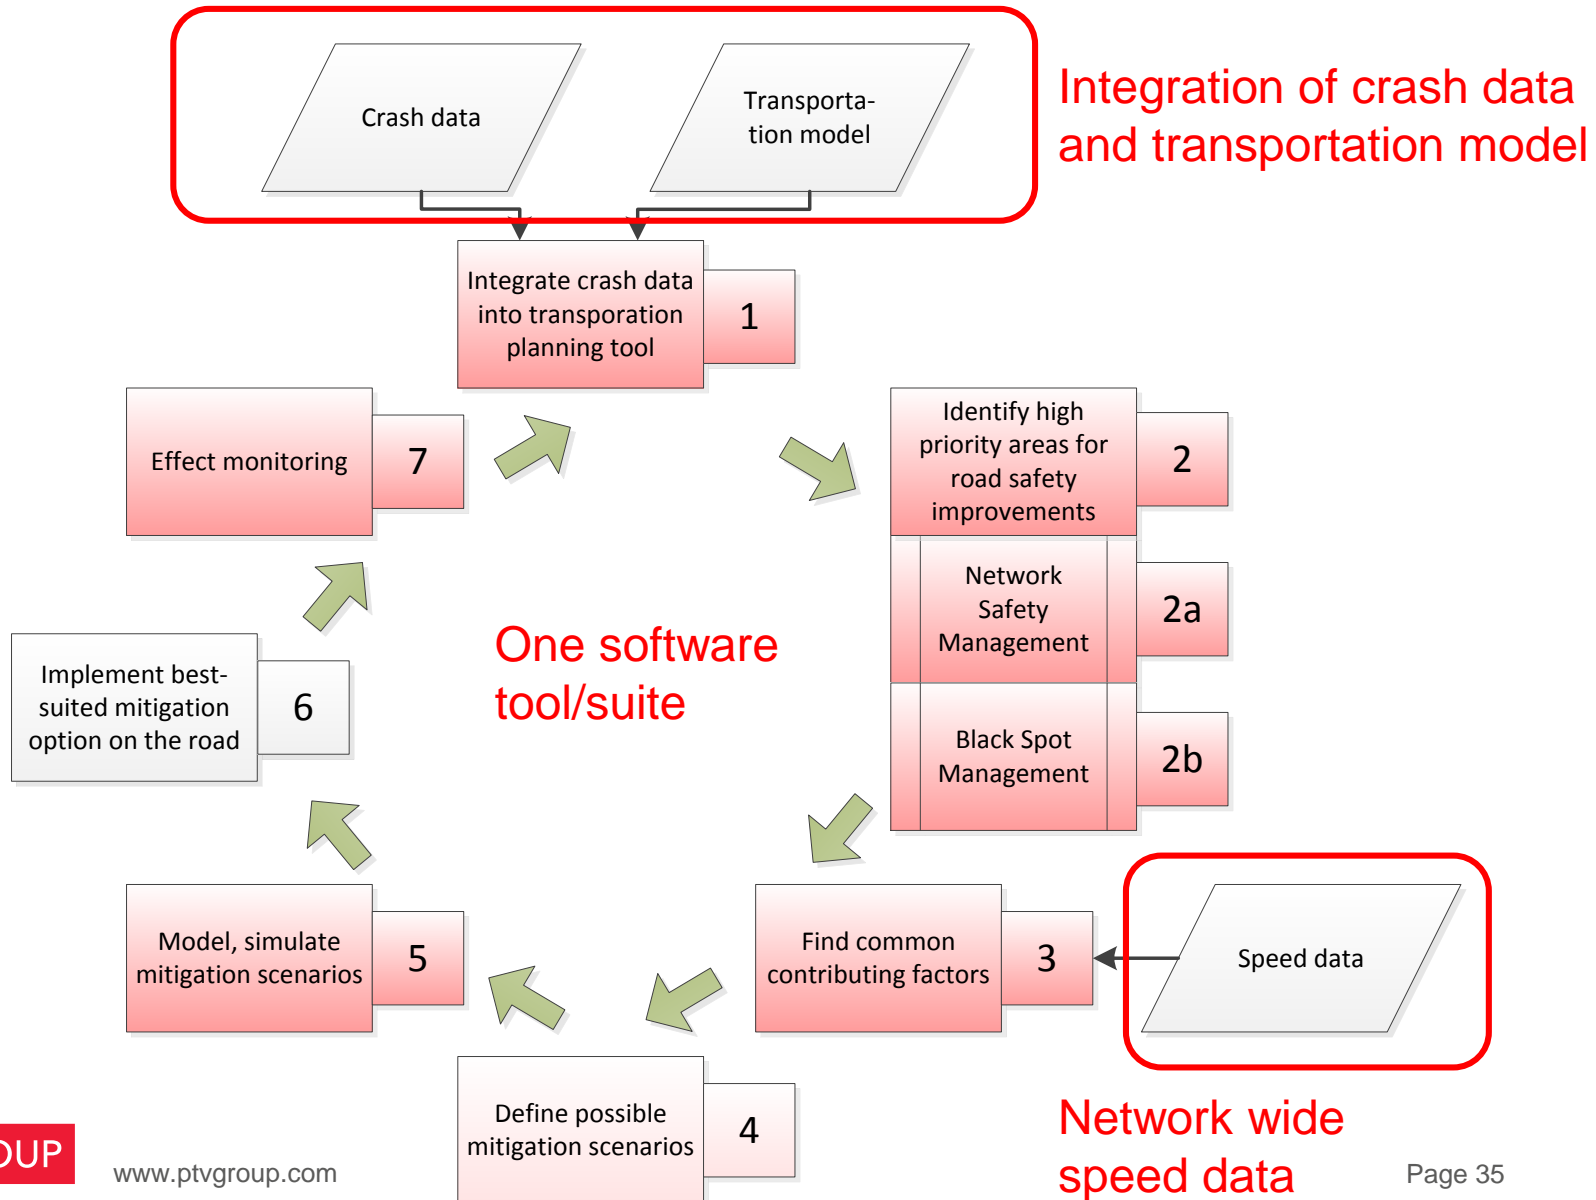 Crash data
Transporta-
tion model
Integration of crash data
and transportation model
Integrate crash data
into transporation
planning tool
1
Identify high
priority areas for
road safety
improvements
2
Effect monitoring
7
Network
Safety
Management
2a
One software
tool/suite
Implement best-
suited mitigation
option on the road
6
Black Spot
Management
2b
Model, simulate
mitigation scenarios
5
Find common
contributing factors
3
Speed data
Define possible
mitigation scenarios
4
Network wide
speed data
OUP
www.ptvgroup.com
Page 35